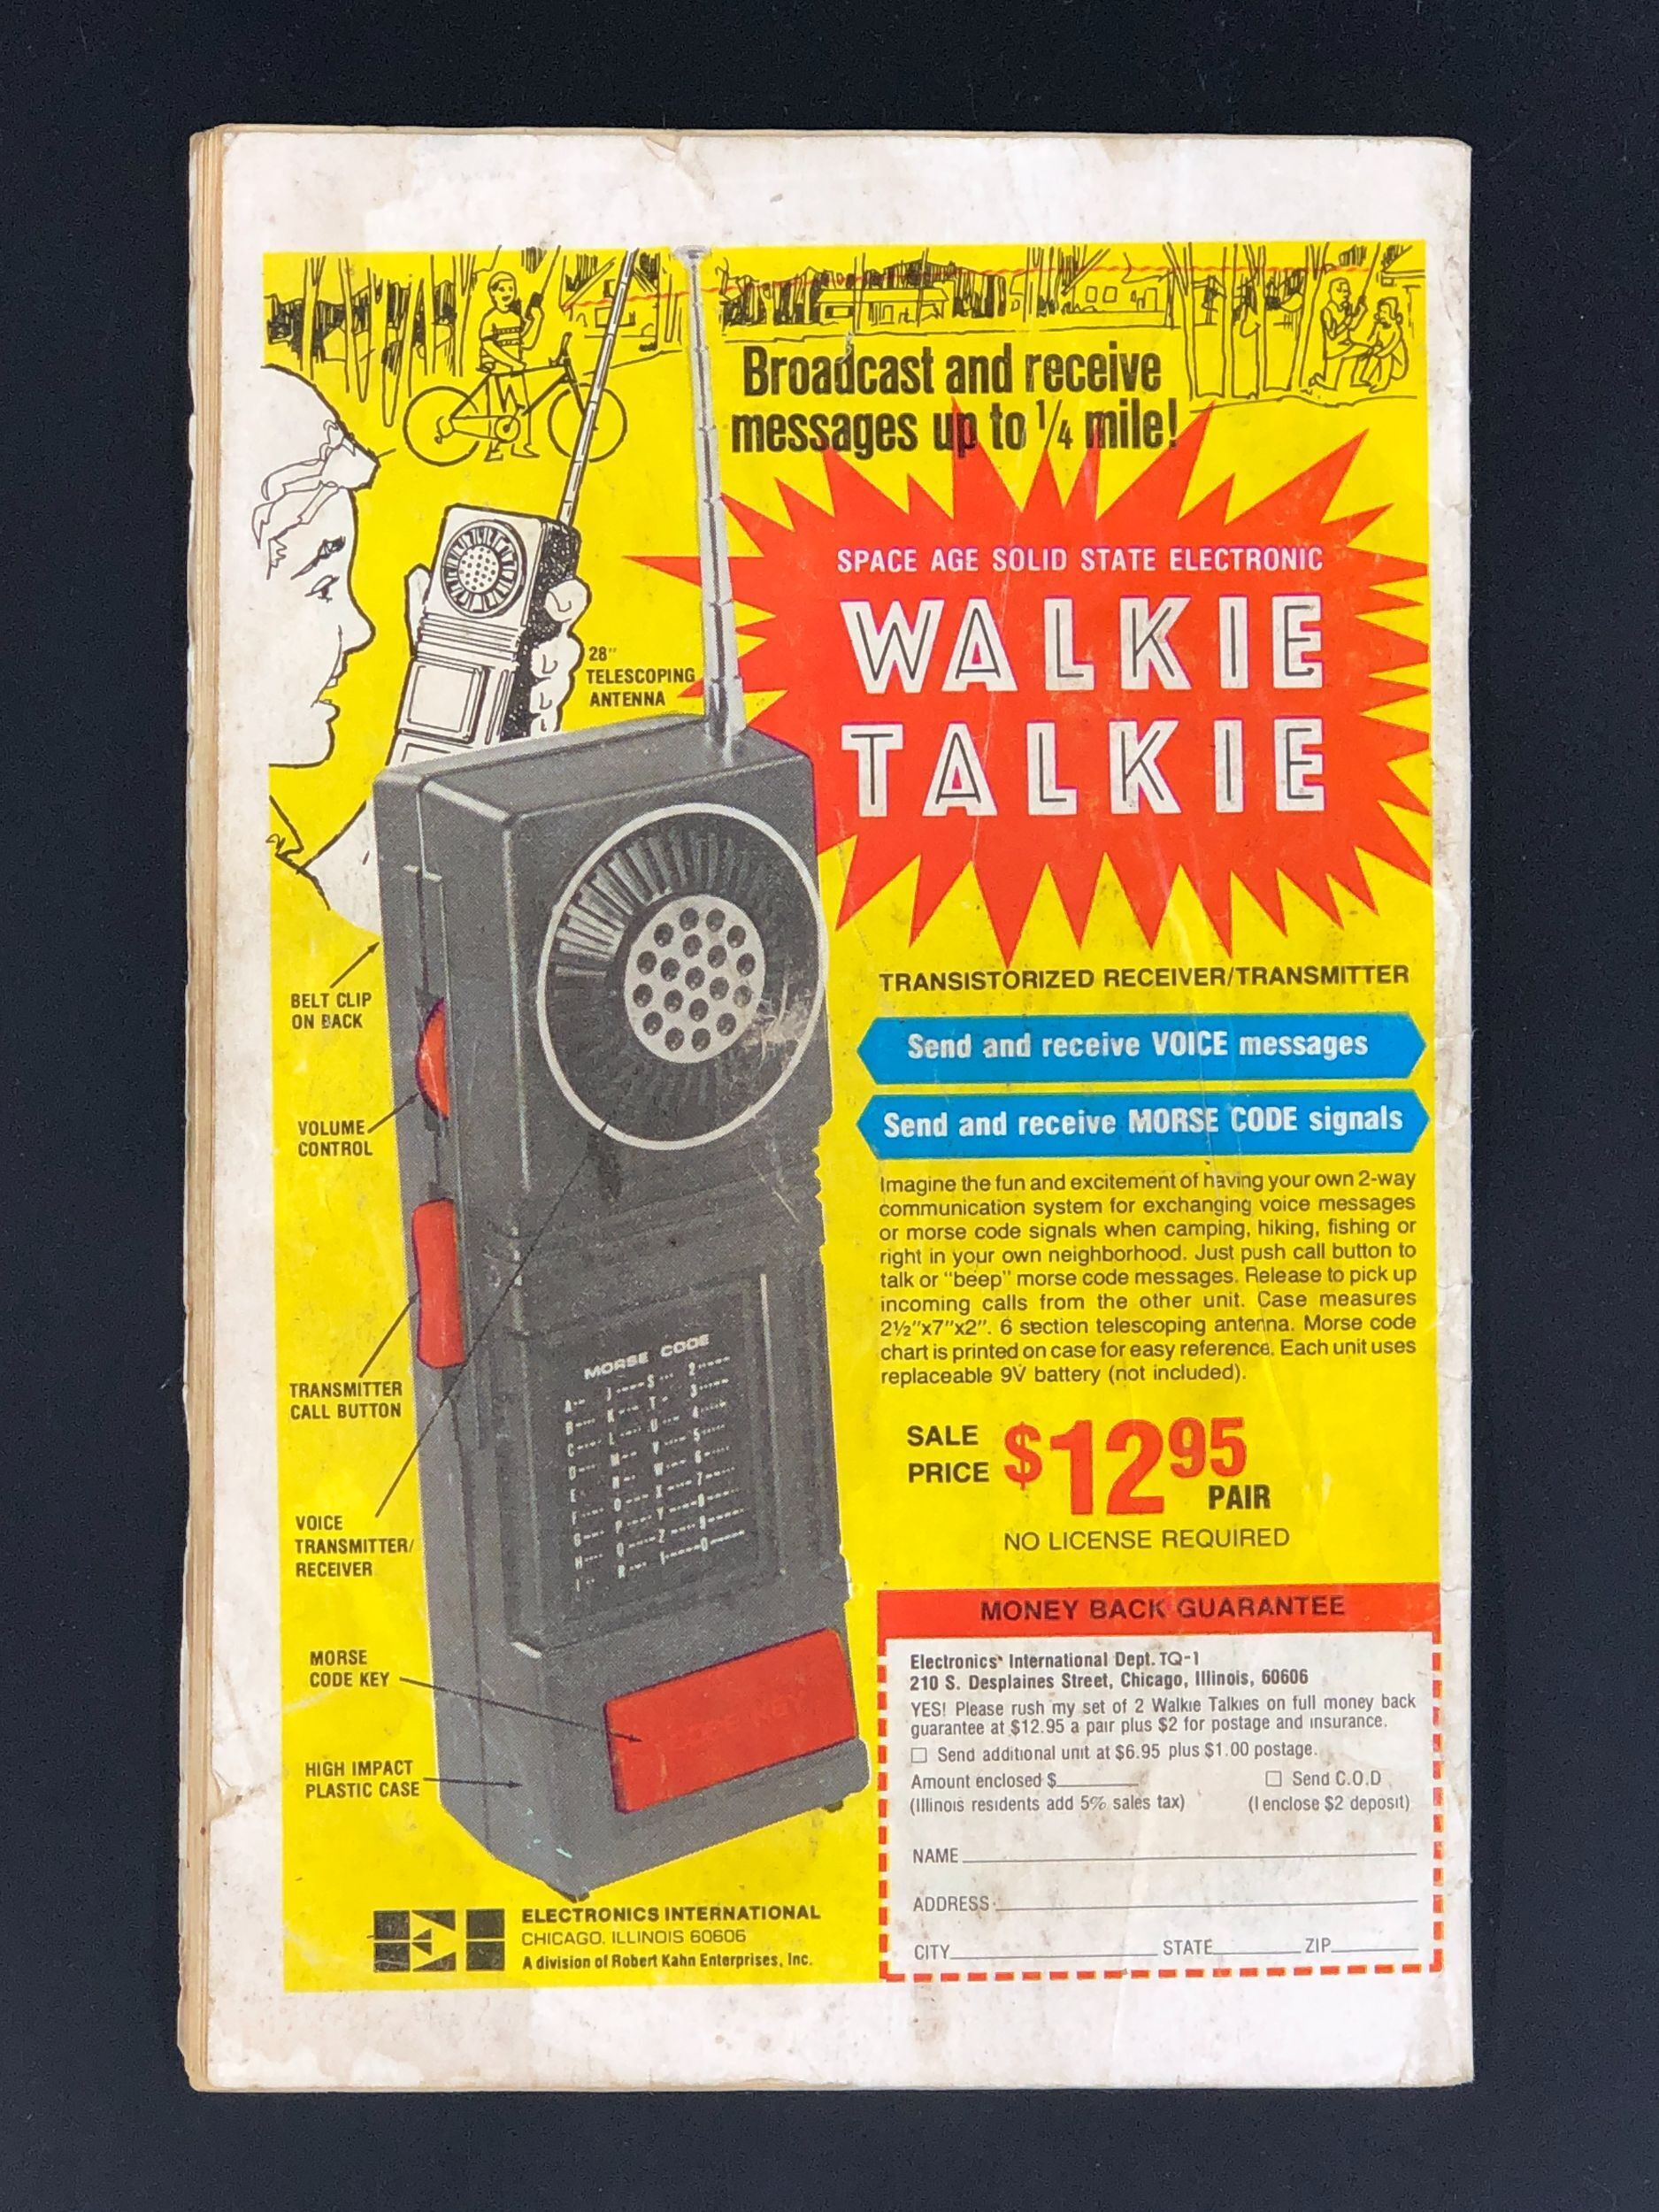 Broadcast and receive
messages up to 1/4 mile!
SPACE AGE SOLID STATE ELECTRONIC
WALKIE
TALKIE
28"
TELESCOPING
ANTENNA
BELT CLIP
ON BACK
VOLUME
CONTROL
TRANSMITTER
CALL BUTTON
VOICE
TRANSMITTER/
RECEIVER
MORSE
CODE KEY
HIGH IMPACT
PLASTIC CASE
MORSE CODE
TRANSISTORIZED RECEIVER/TRANSMITTER
Send and receive VOICE messages
Send and receive MORSE CODE signals
Imagine the fun and excitement of having your own 2-way
communication system for exchanging voice messages
or morse code signals when camping, hiking, fishing or
right in your own neighborhood. Just push call button to
talk or "beep" morse code messages. Release to pick up
incoming calls from the other unit. Case measures
2½"x7"x2". 6 section telescoping antenna. Morse code
chart is printed on case for easy reference. Each unit uses
replaceable 9V battery (not included).
SALE
PRICE $12.95
PAIR
NO LICENSE REQUIRED
MONEY BACK GUARANTEE
Electronics International Dept. TQ-1
210 S. Desplaines Street, Chicago, Illinois, 60606
YES! Please rush my set of 2 Walkie Talkies on full money back
guarantee at $12.95 a pair plus $2 for postage and insurance.
Send additional unit at $6.95 plus $1.00 postage.
Amount enclosed $ Send C.O.D
(Illinois residents add 5% sales tax) (I enclose $2 deposit)
NAME
ADDRESS
CITY STATE ZIP
ELECTRONICS INTERNATIONAL
CHICAGO, ILLINOIS 60606
A division of Robert Kahn Enterprises, Inc.